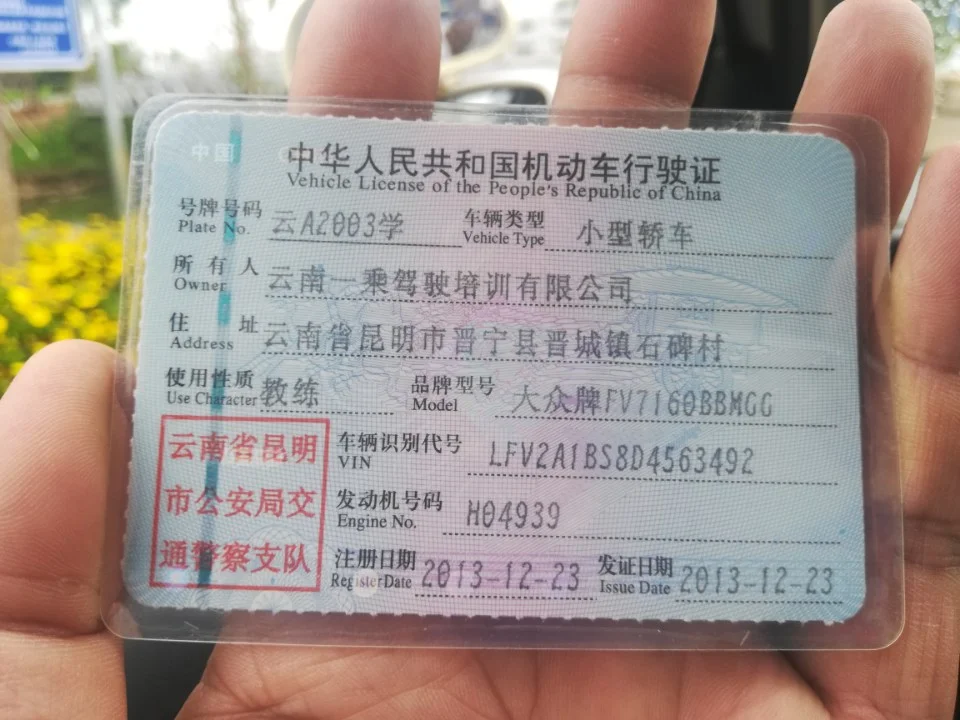 中国
中华人民共和国机动车行驶证
Vehicle License of the People's Republic of China
号牌号码 云A2003学 车辆类型 小型轿车
Plate No. Vehicle Type
所有人 云南一乘驾驶培训有限公司
Owner
住址 云南省昆明市晋宁县晋城镇石碑村
Address
使用性质 教练 品牌型号 大众牌FV7160BBMGG
Use Character Model
云南省昆明
市公安局交
通警察支队
车辆识别代号 LFV2A1BS8D4563492
VIN
发动机号码 H04939
Engine No.
注册日期 2013-12-23 发证日期 2013-12-23
Register Date Issue Date